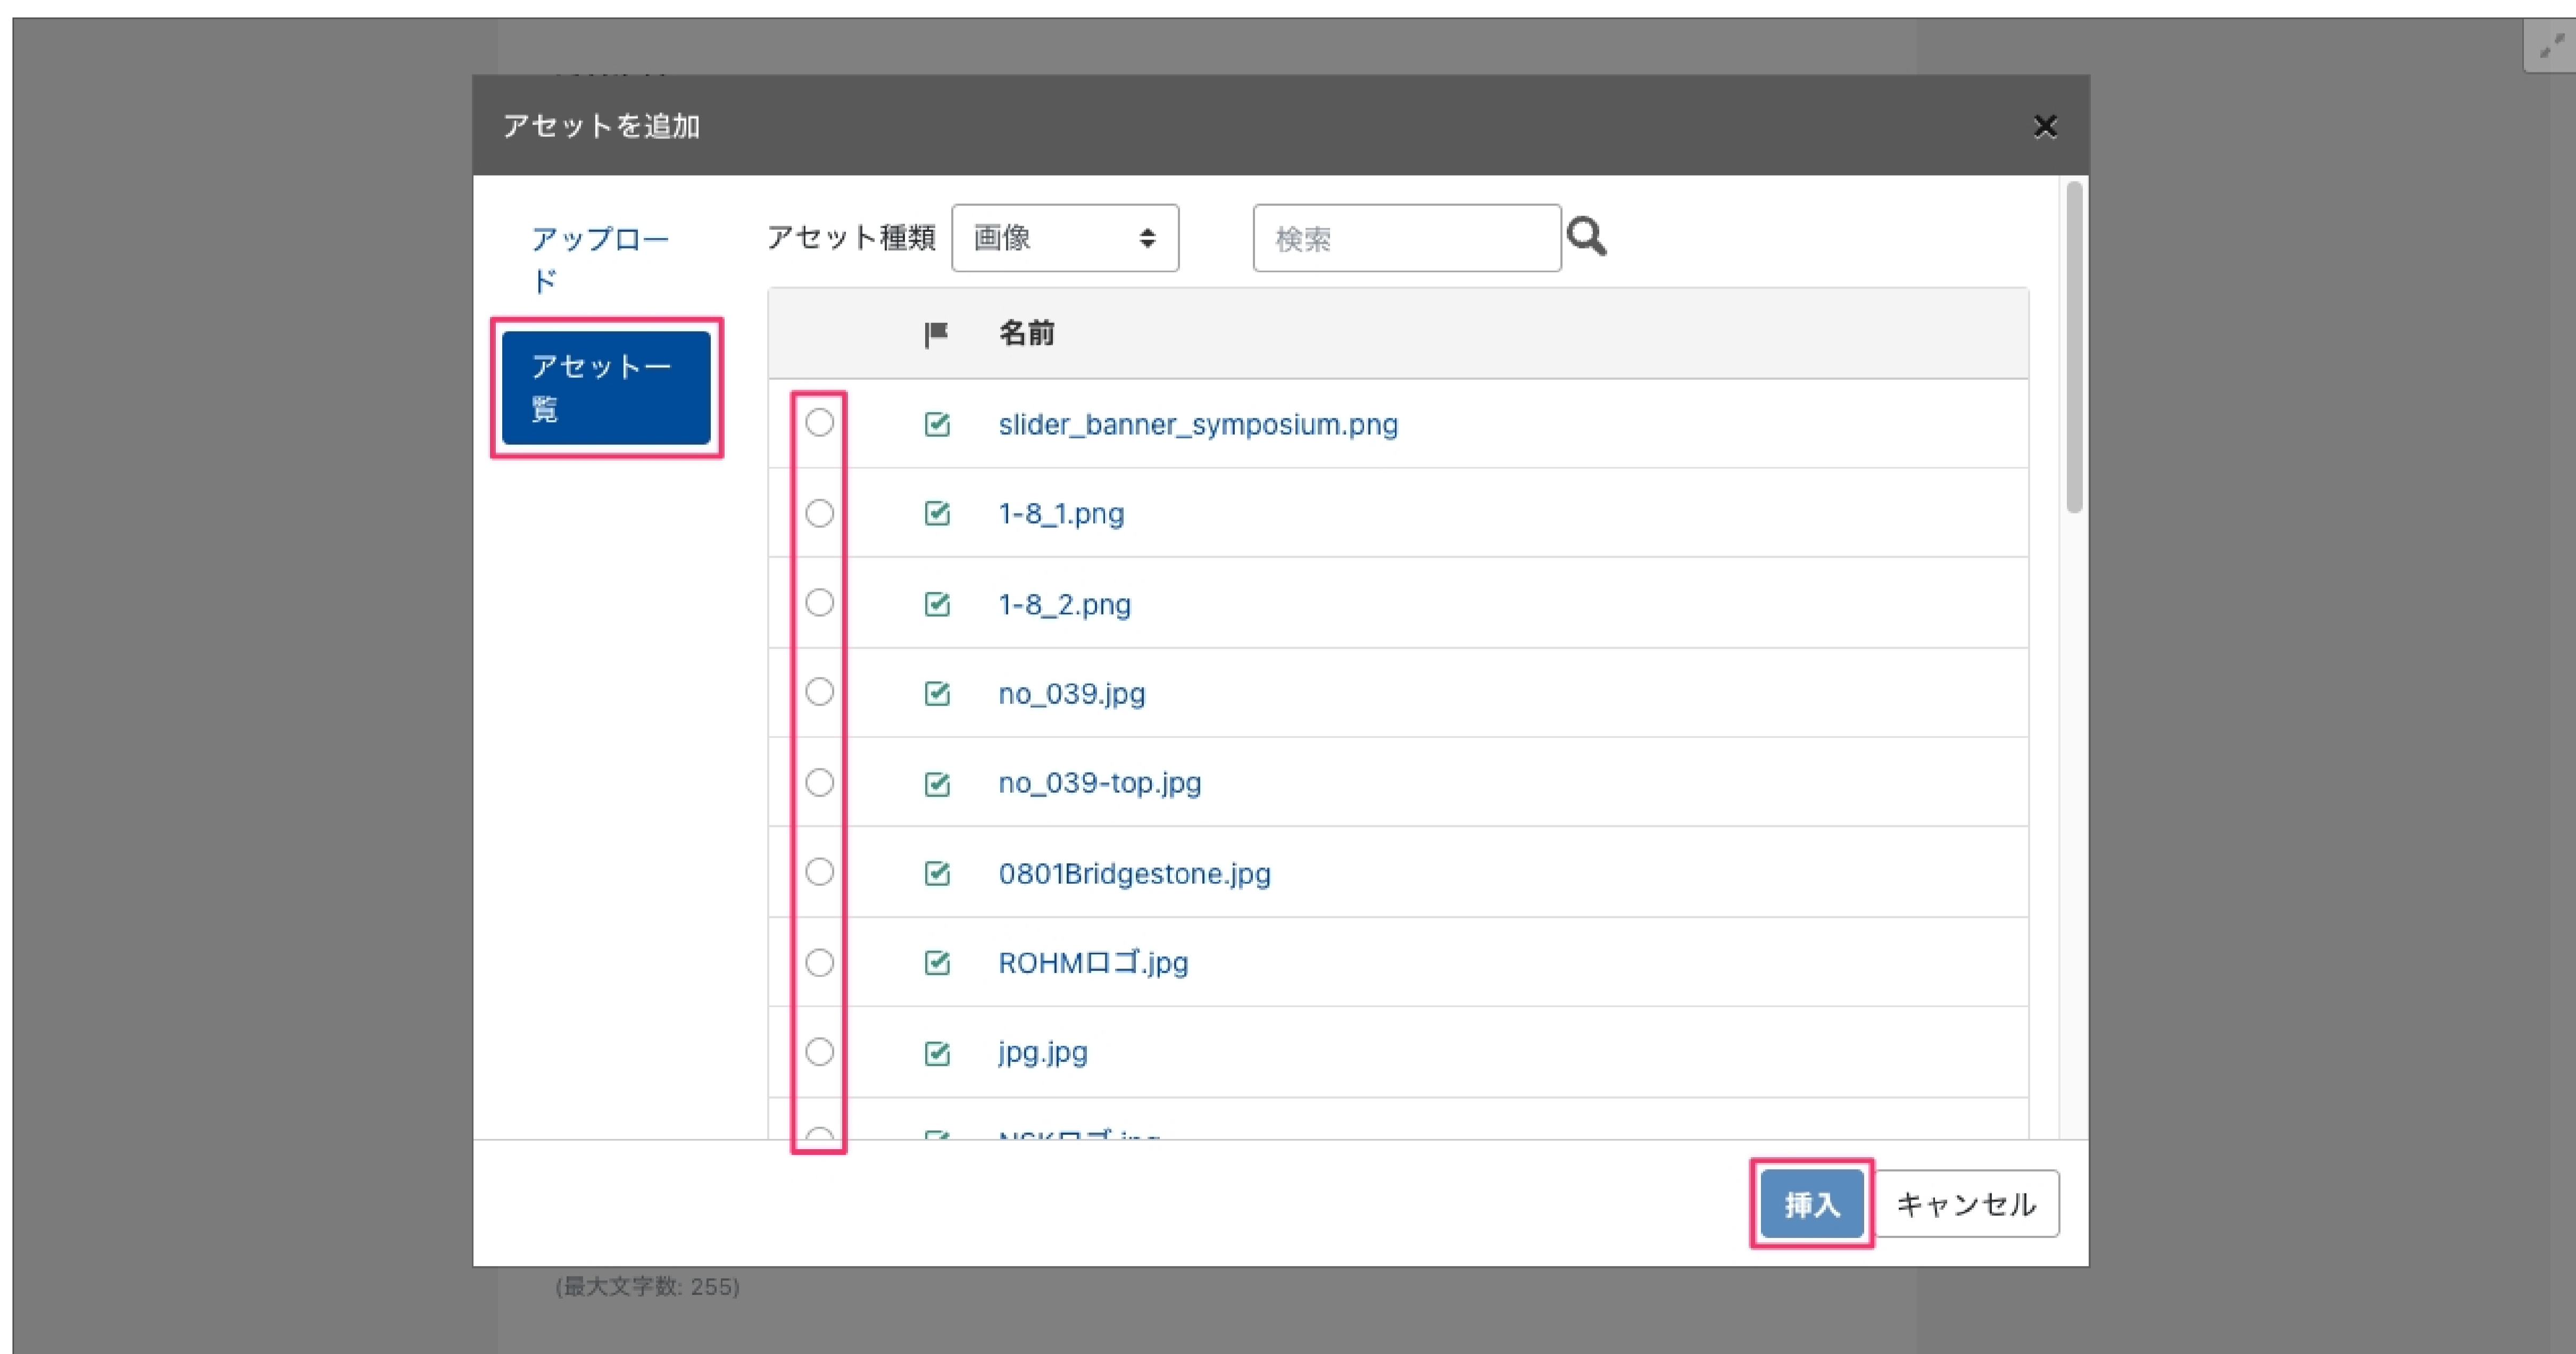 アセットを追加
アップロー
ド
アセット一
覧
アセット種類 画像 検索
名前
slider_banner_symposium.png
1-8_1.png
1-8_2.png
no_039.jpg
no_039-top.jpg
0801Bridgestone.jpg
ROHMロゴ.jpg
jpg.jpg
挿入 キャンセル
(最大文字数: 255)